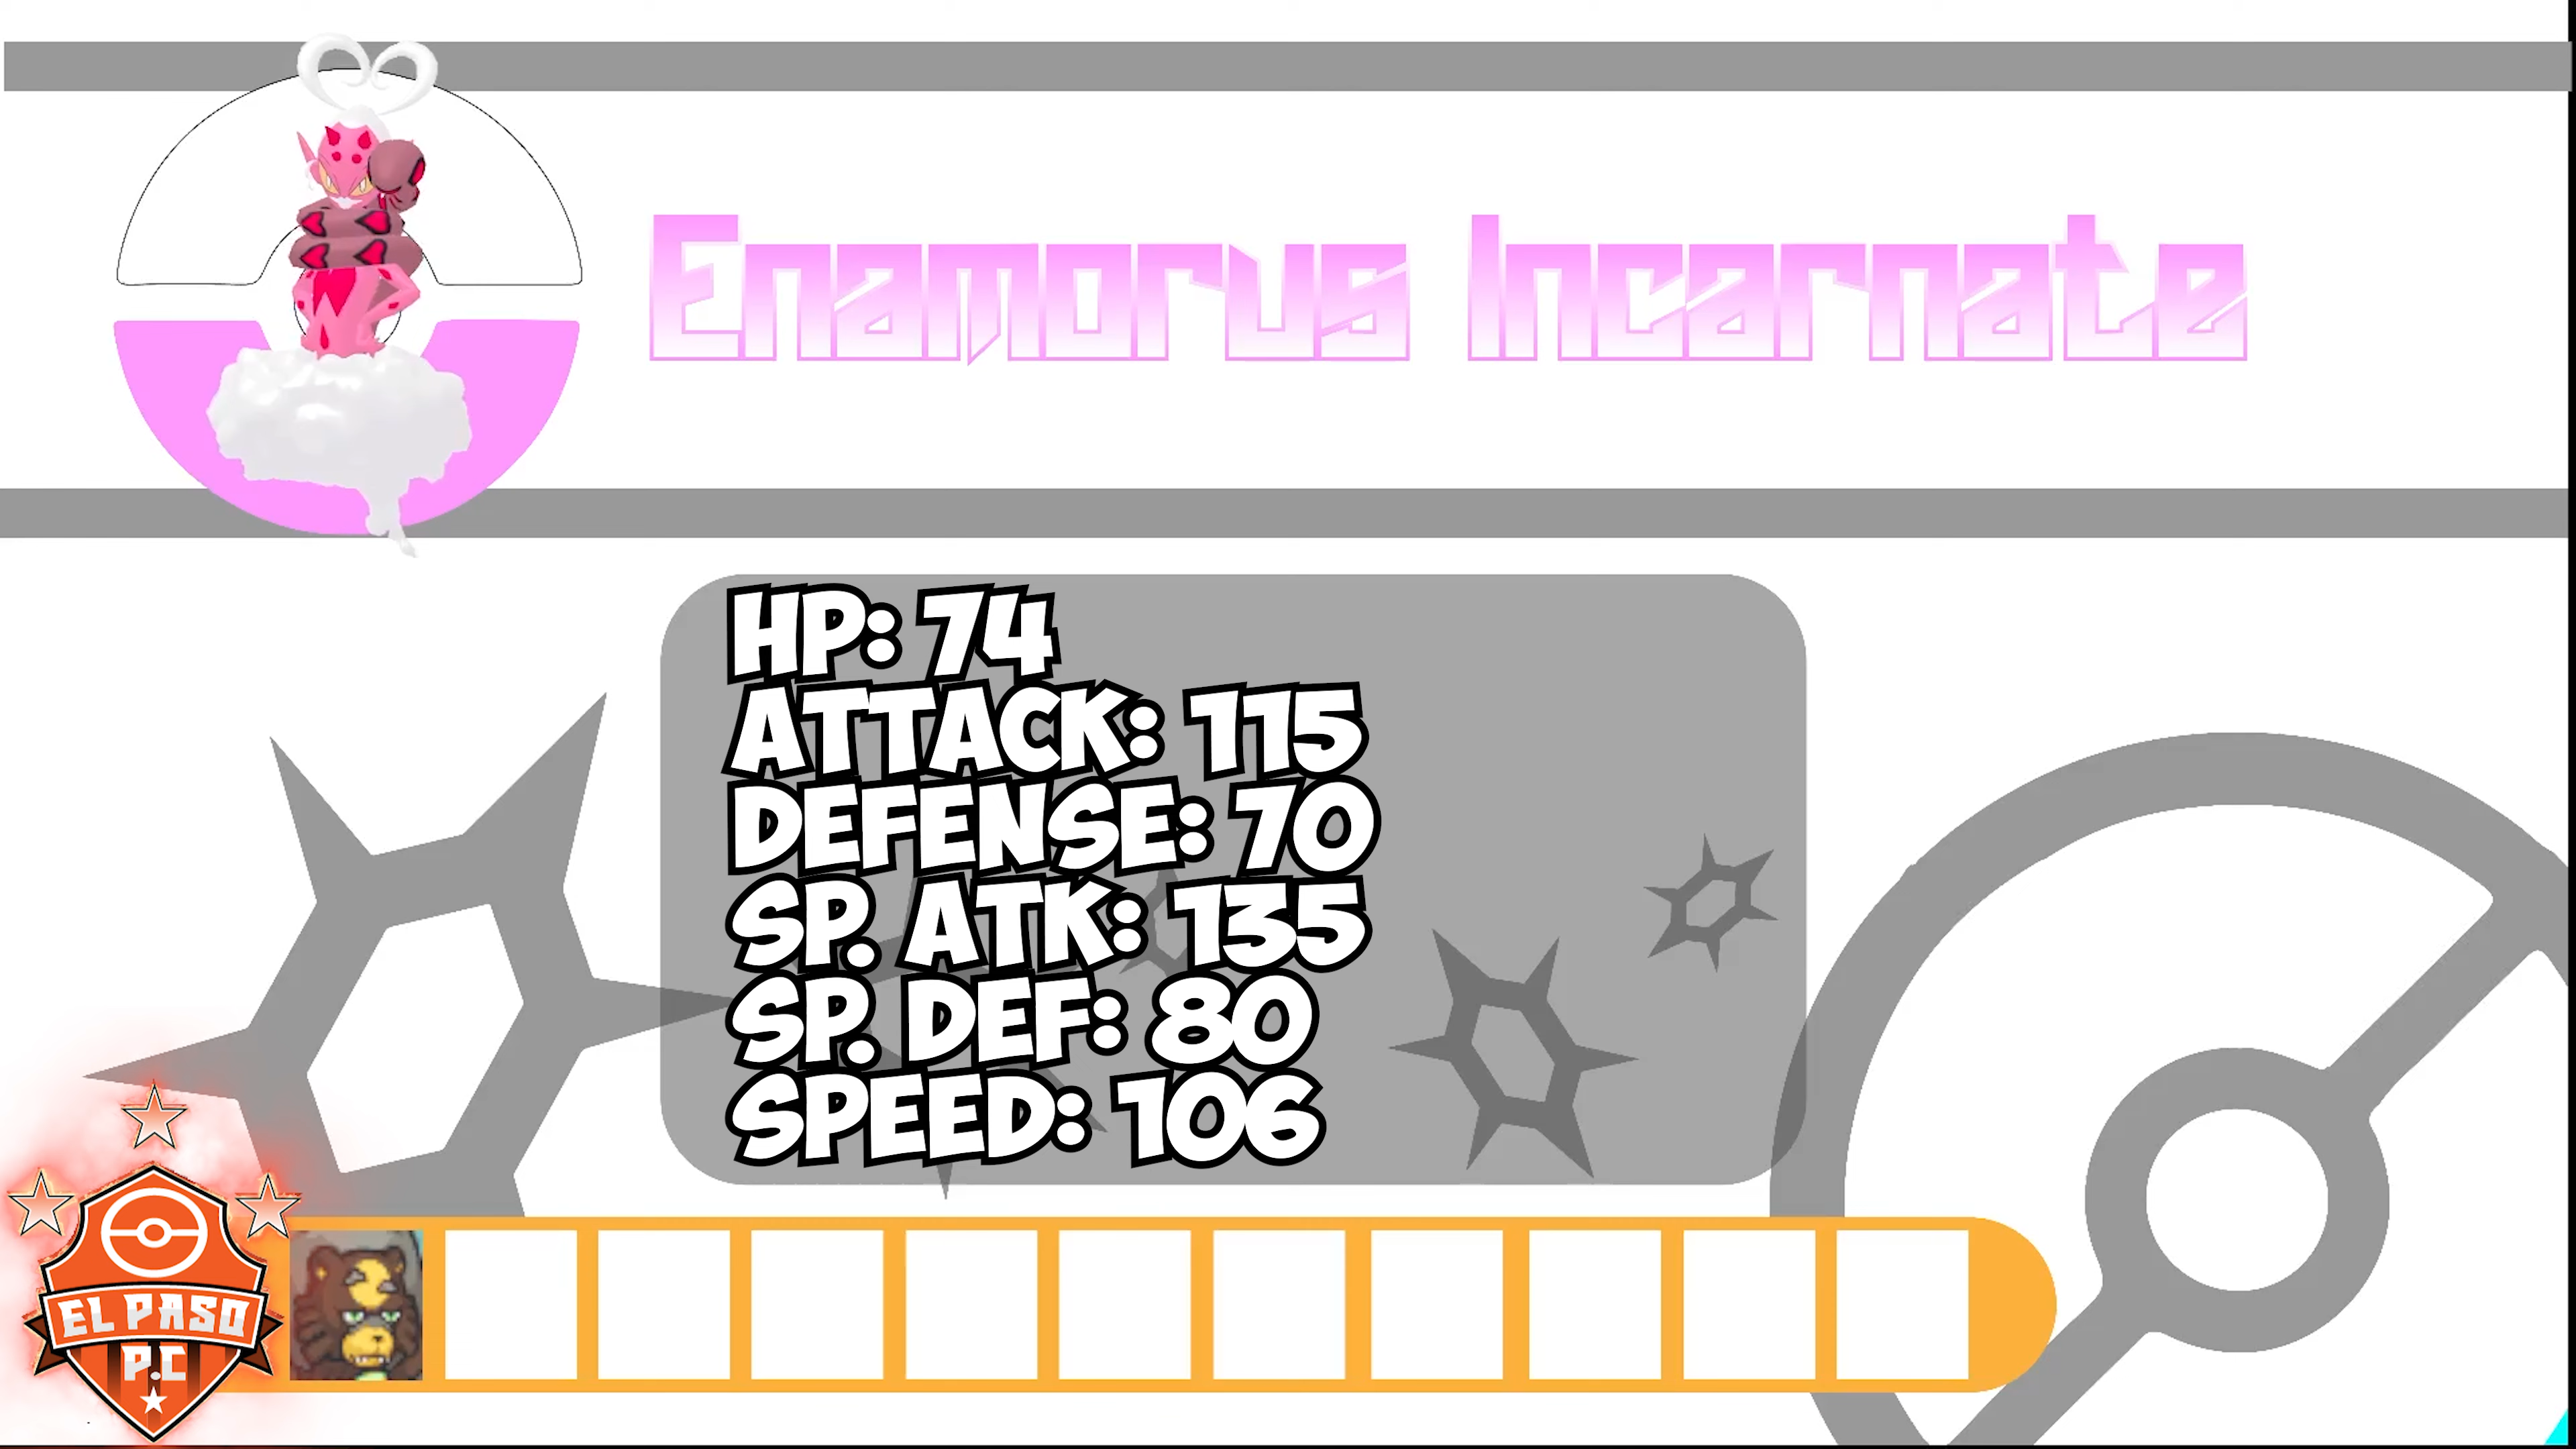 Enamorus Incarnate
HP: 74
ATTACK: 115
DEFENSE: 70
SP. ATK: 135
SP. DEF: 80
SPEED: 106
EL PASO
P.C